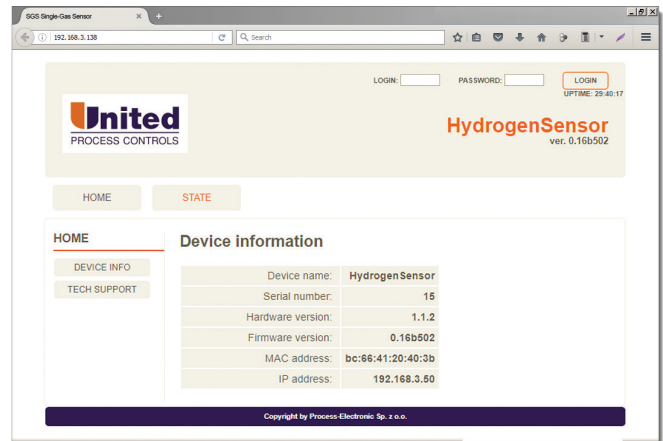 SGS Single-Gas Sensor
192.168.3.138
Search
LOGIN: PASSWORD: LOGIN
UPTIME: 29:40:17
United
PROCESS CONTROLS
HydrogenSensor
ver. 0.16b502
HOME STATE
HOME
DEVICE INFO
TECH SUPPORT
Device information
Device name: HydrogenSensor
Serial number: 15
Hardware version: 1.1.2
Firmware version: 0.16b502
MAC address: bc:66:41:20:40:3b
IP address: 192.168.3.50
Copyright by Process-Electronic Sp. z o.o.